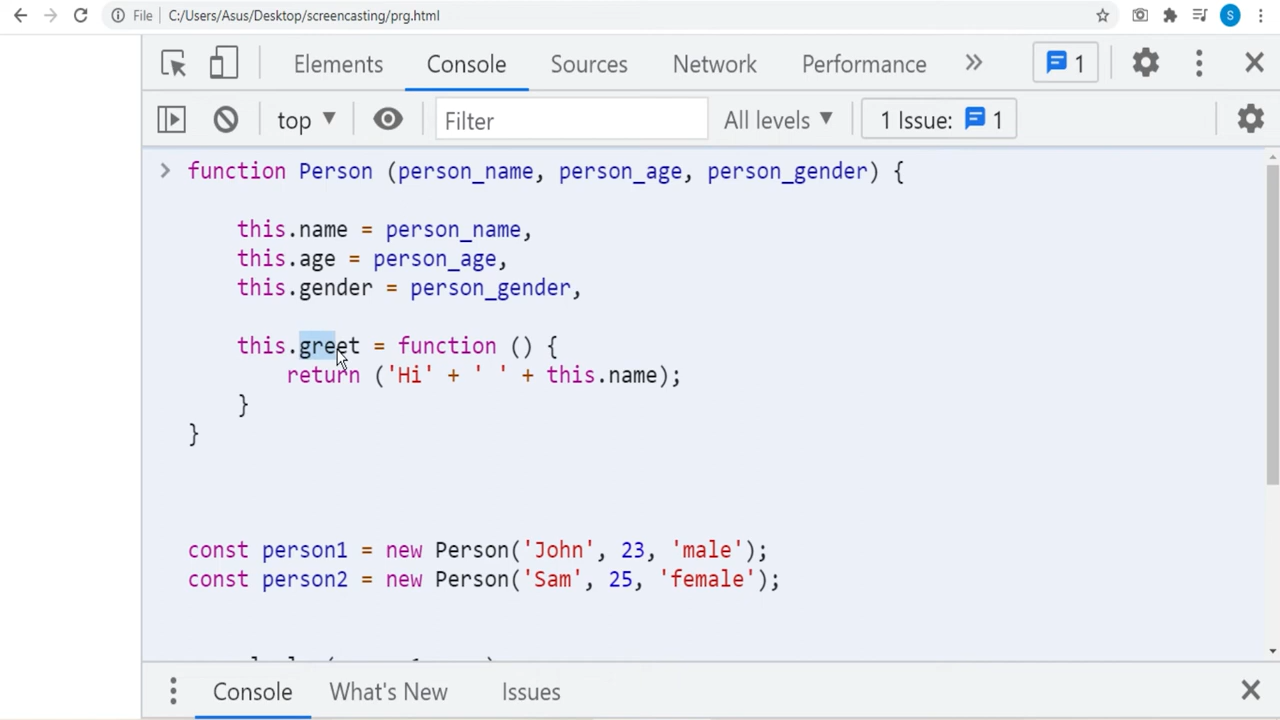 File C:/Users/Asus/Desktop/screencasting/prg.html S
Elements Console Sources Network Performance » 1
top Filter All levels 1 Issue: 1
function Person (person_name, person_age, person_gender) {
this.name = person_name,
this.age = person_age,
this.gender = person_gender,
this.greet = function () {
return ('Hi' + ' ' + this.name);
}
}
const person1 = new Person('John', 23, 'male');
const person2 = new Person('Sam', 25, 'female');
Console What's New Issues